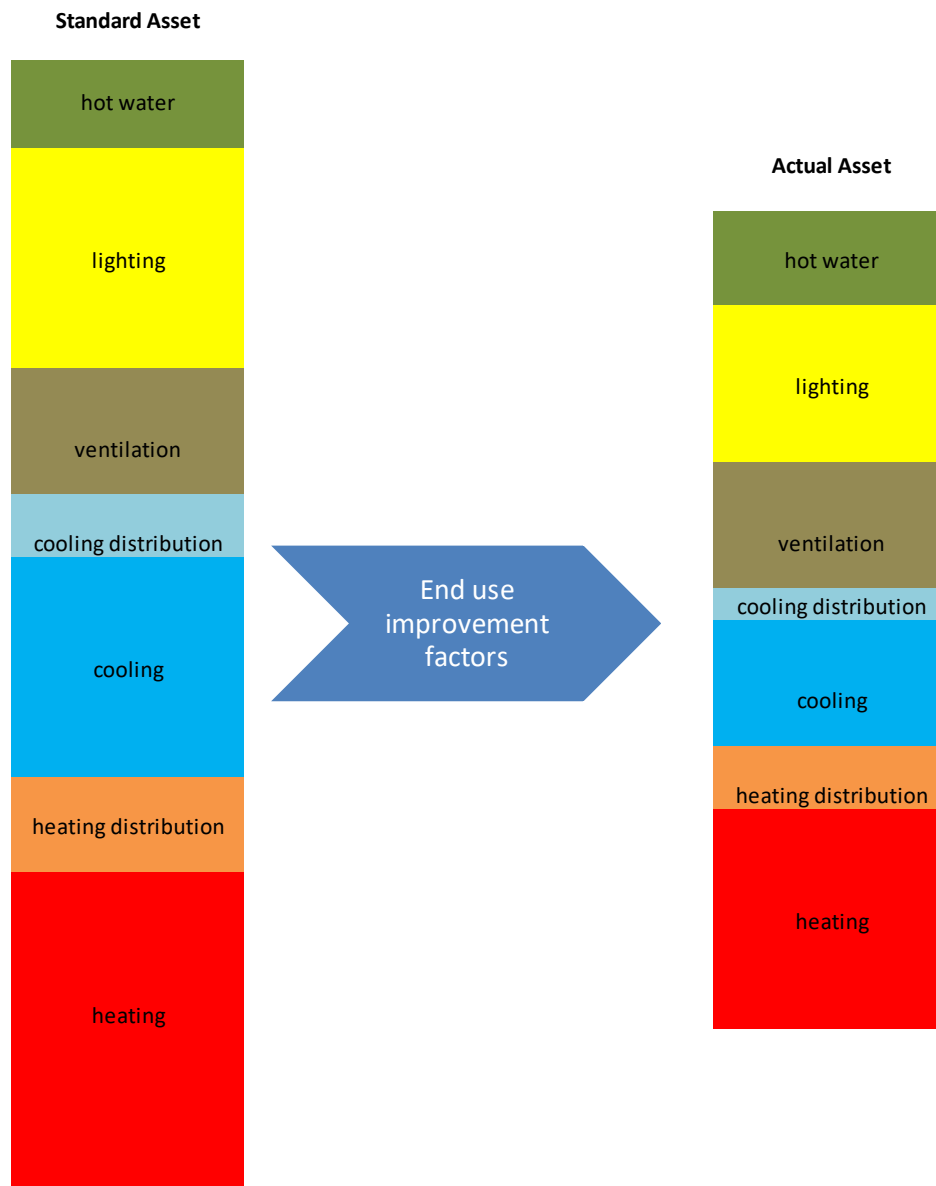 Standard Asset
hot water
lighting
ventilation
cooling distribution
cooling
heating distribution
heating
End use
improvement
factors
Actual Asset
hot water
lighting
ventilation
cooling distribution
cooling
heating distribution
heating